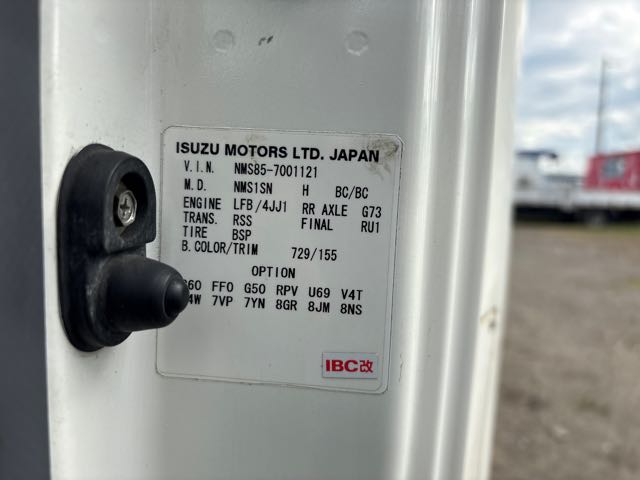 ISUZU MOTORS LTD. JAPAN
V.I.N. NMS85-7001121
M.D. NMS1SN H BC/BC
ENGINE LFB/4JJ1 RR AXLE G73
TRANS. RSS FINAL RU1
TIRE BSP
B.COLOR/TRIM 729/155
OPTION
FF0 G50 RPV U69 V4T
7VP 7YN 8GR 8JM 8NS
IBC改